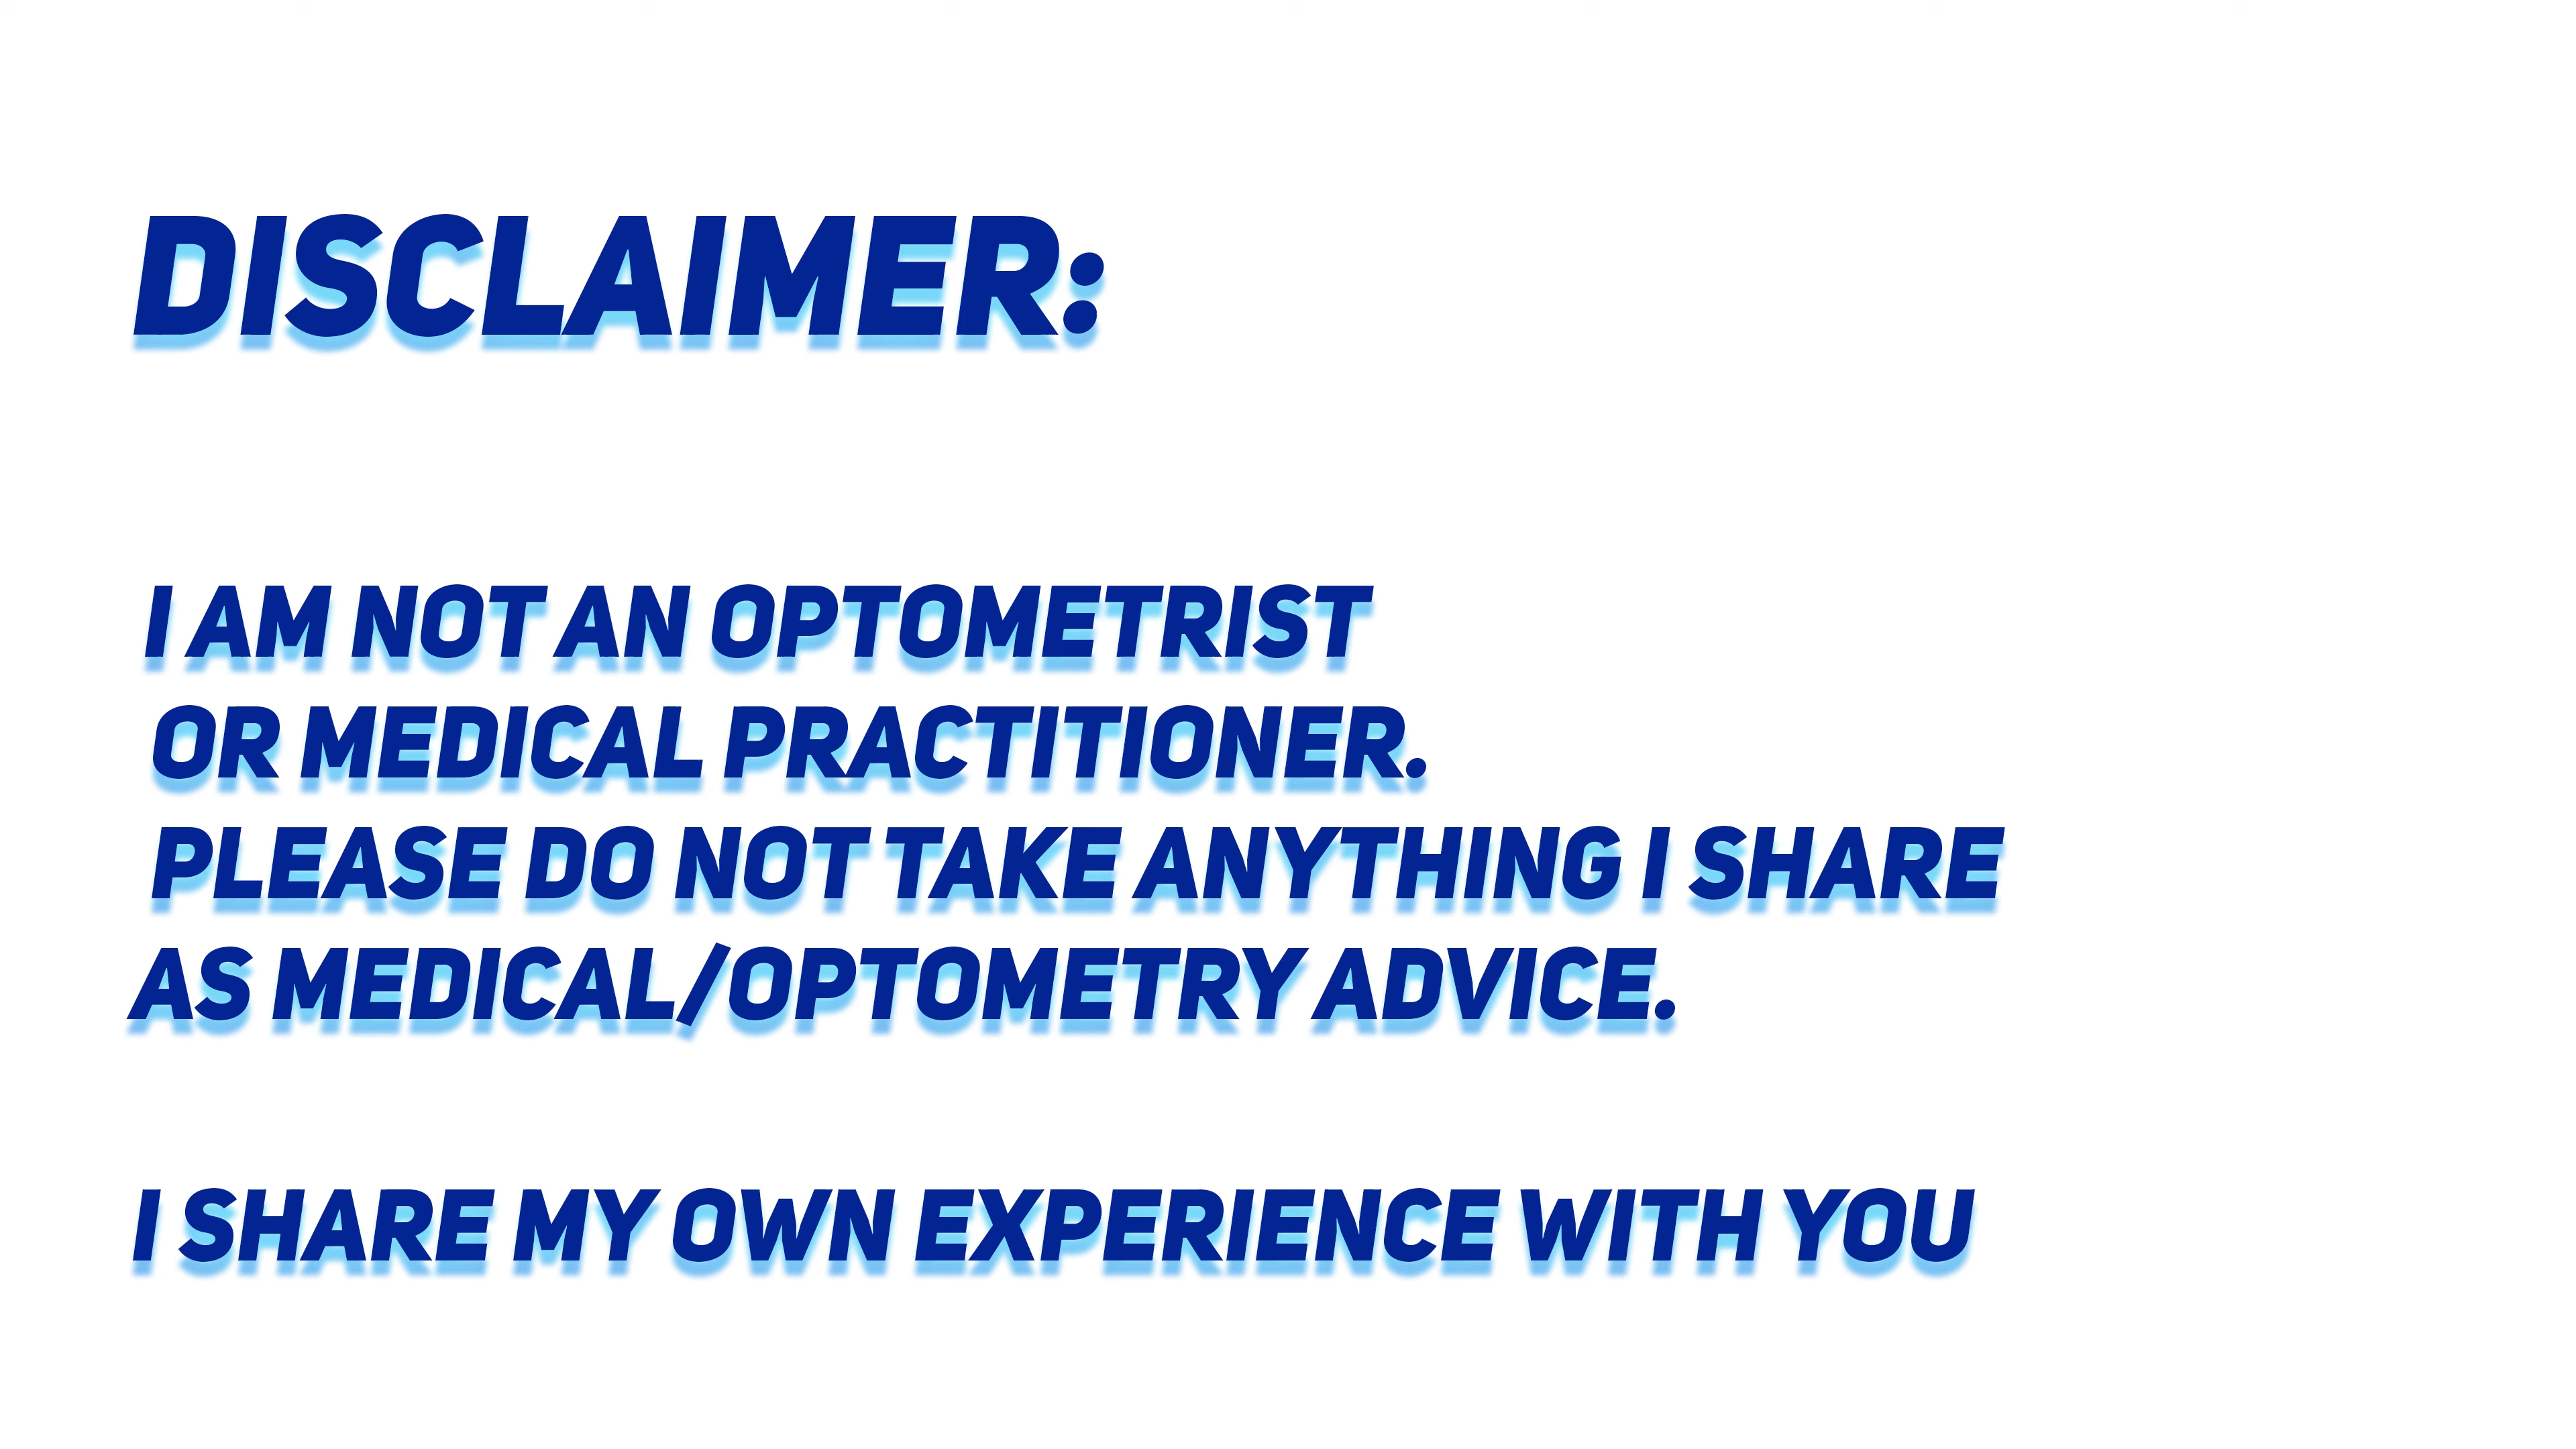 DISCLAIMER:
I AM NOT AN OPTOMETRIST
OR MEDICAL PRACTITIONER.
PLEASE DO NOT TAKE ANYTHING I SHARE
AS MEDICAL/OPTOMETRY ADVICE.
I SHARE MY OWN EXPERIENCE WITH YOU